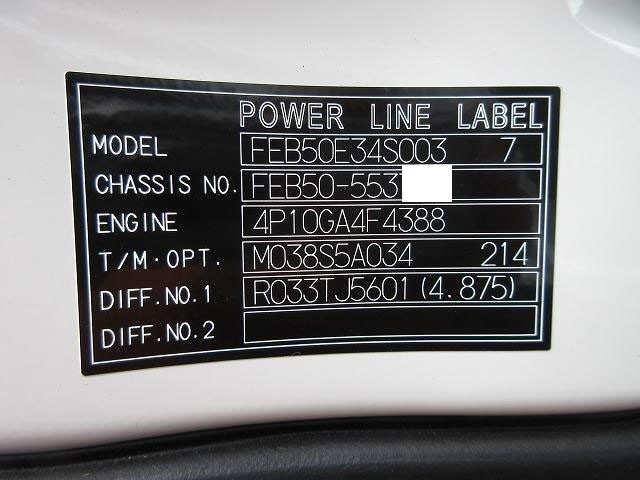 POWER LINE LABEL
MODEL FEB50E34S003 7
CHASSIS NO. FEB50-553
ENGINE 4P10GA4F4388
T/M·OPT. M038S5A034 214
DIFF.NO.1 R033TJ5601(4.875)
DIFF.NO.2